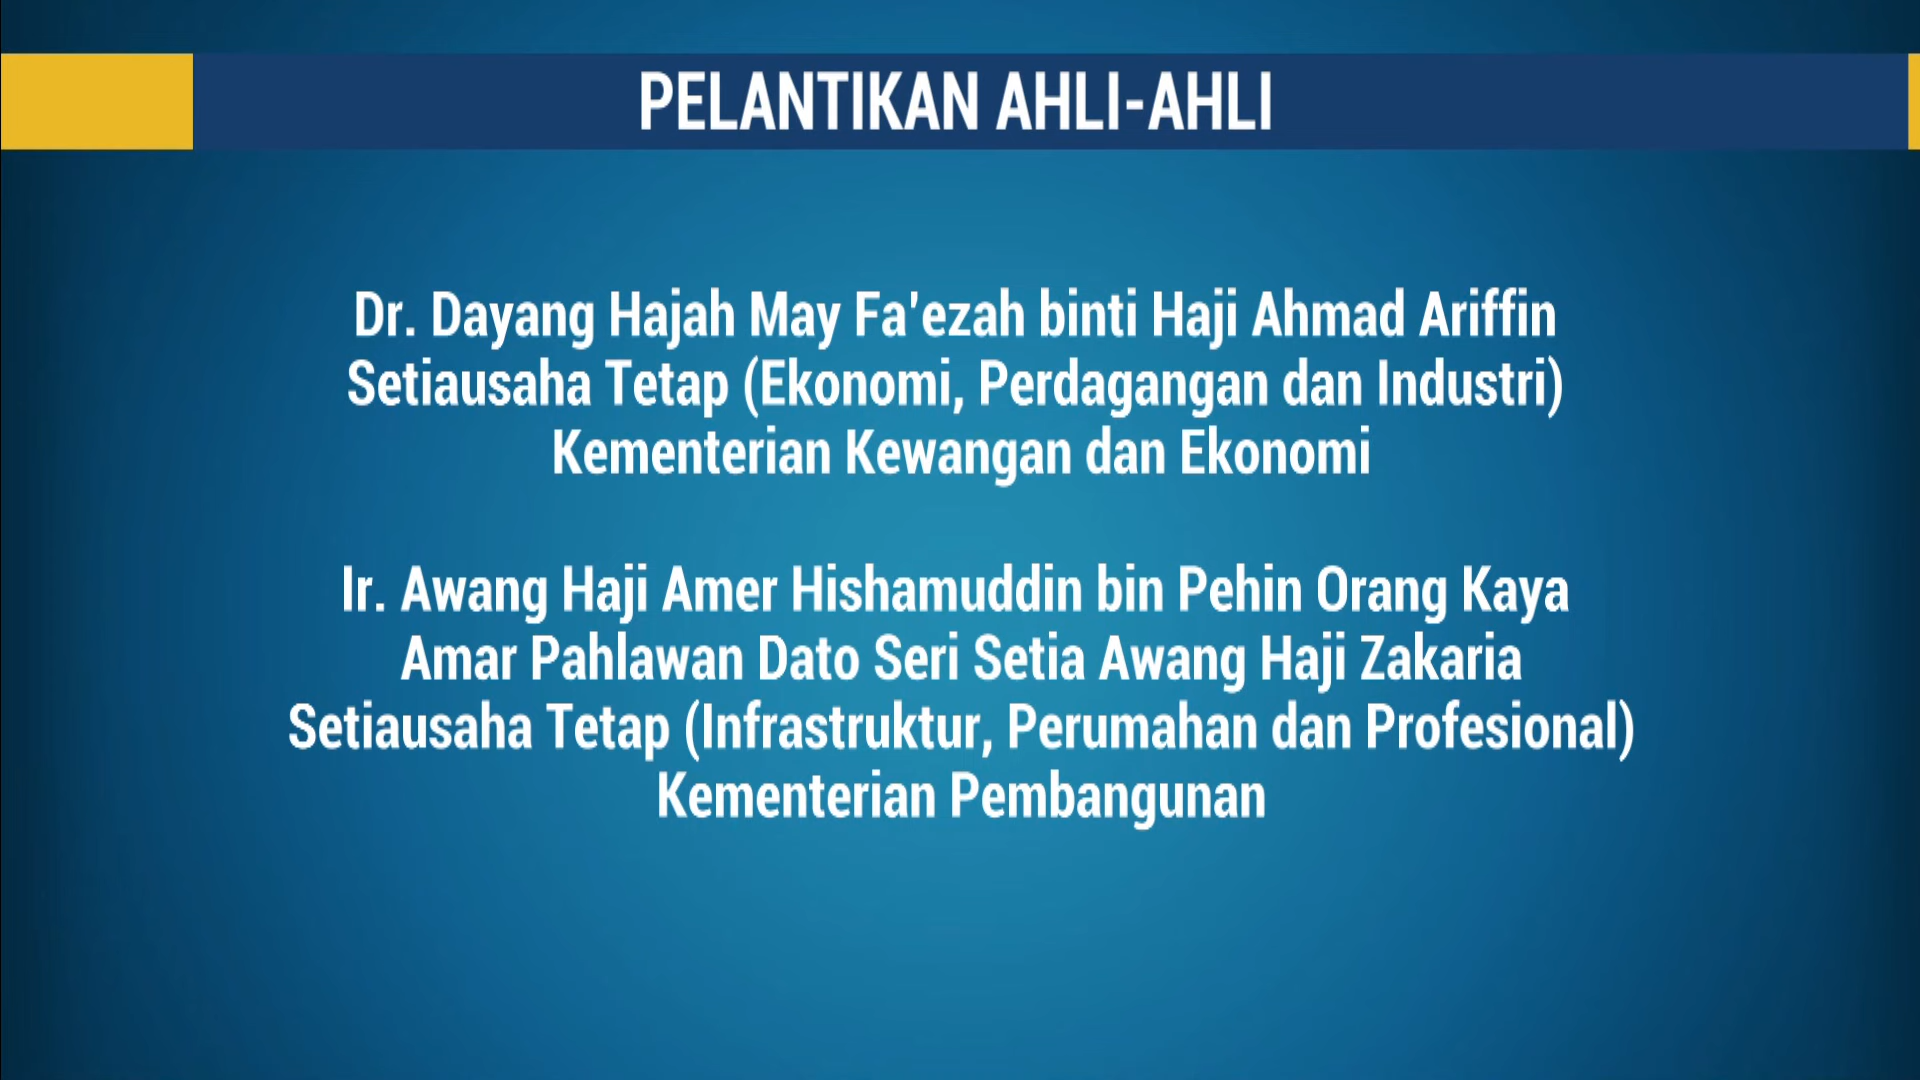 PELANTIKAN AHLI-AHLI
Dr. Dayang Hajah May Fa'ezah binti Haji Ahmad Ariffin
Setiausaha Tetap (Ekonomi, Perdagangan dan Industri)
Kementerian Kewangan dan Ekonomi
Ir. Awang Haji Amer Hishamuddin bin Pehin Orang Kaya
Amar Pahlawan Dato Seri Setia Awang Haji Zakaria
Setiausaha Tetap (Infrastruktur, Perumahan dan Profesional)
Kementerian Pembangunan